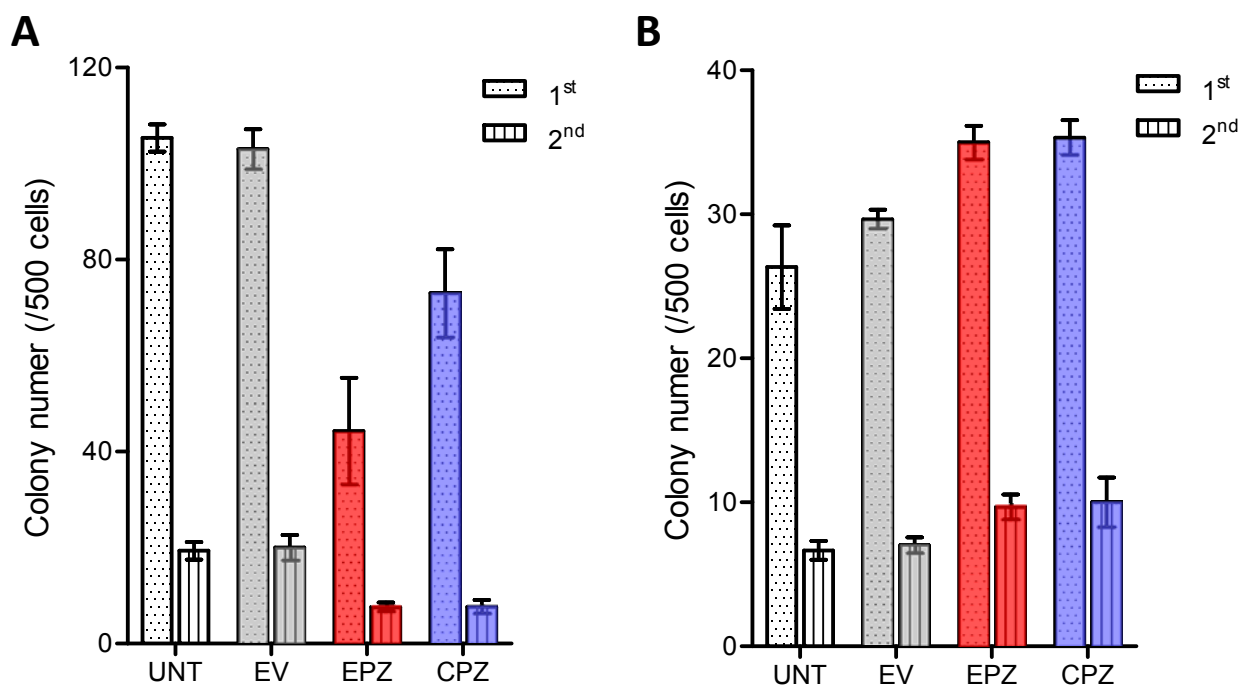 A
120
80
40
0
Colony numer (/500 cells)
1st
2nd
UNT EV EPZ CPZ
B
40
30
20
10
0
Colony numer (/500 cells)
1st
2nd
UNT EV EPZ CPZ